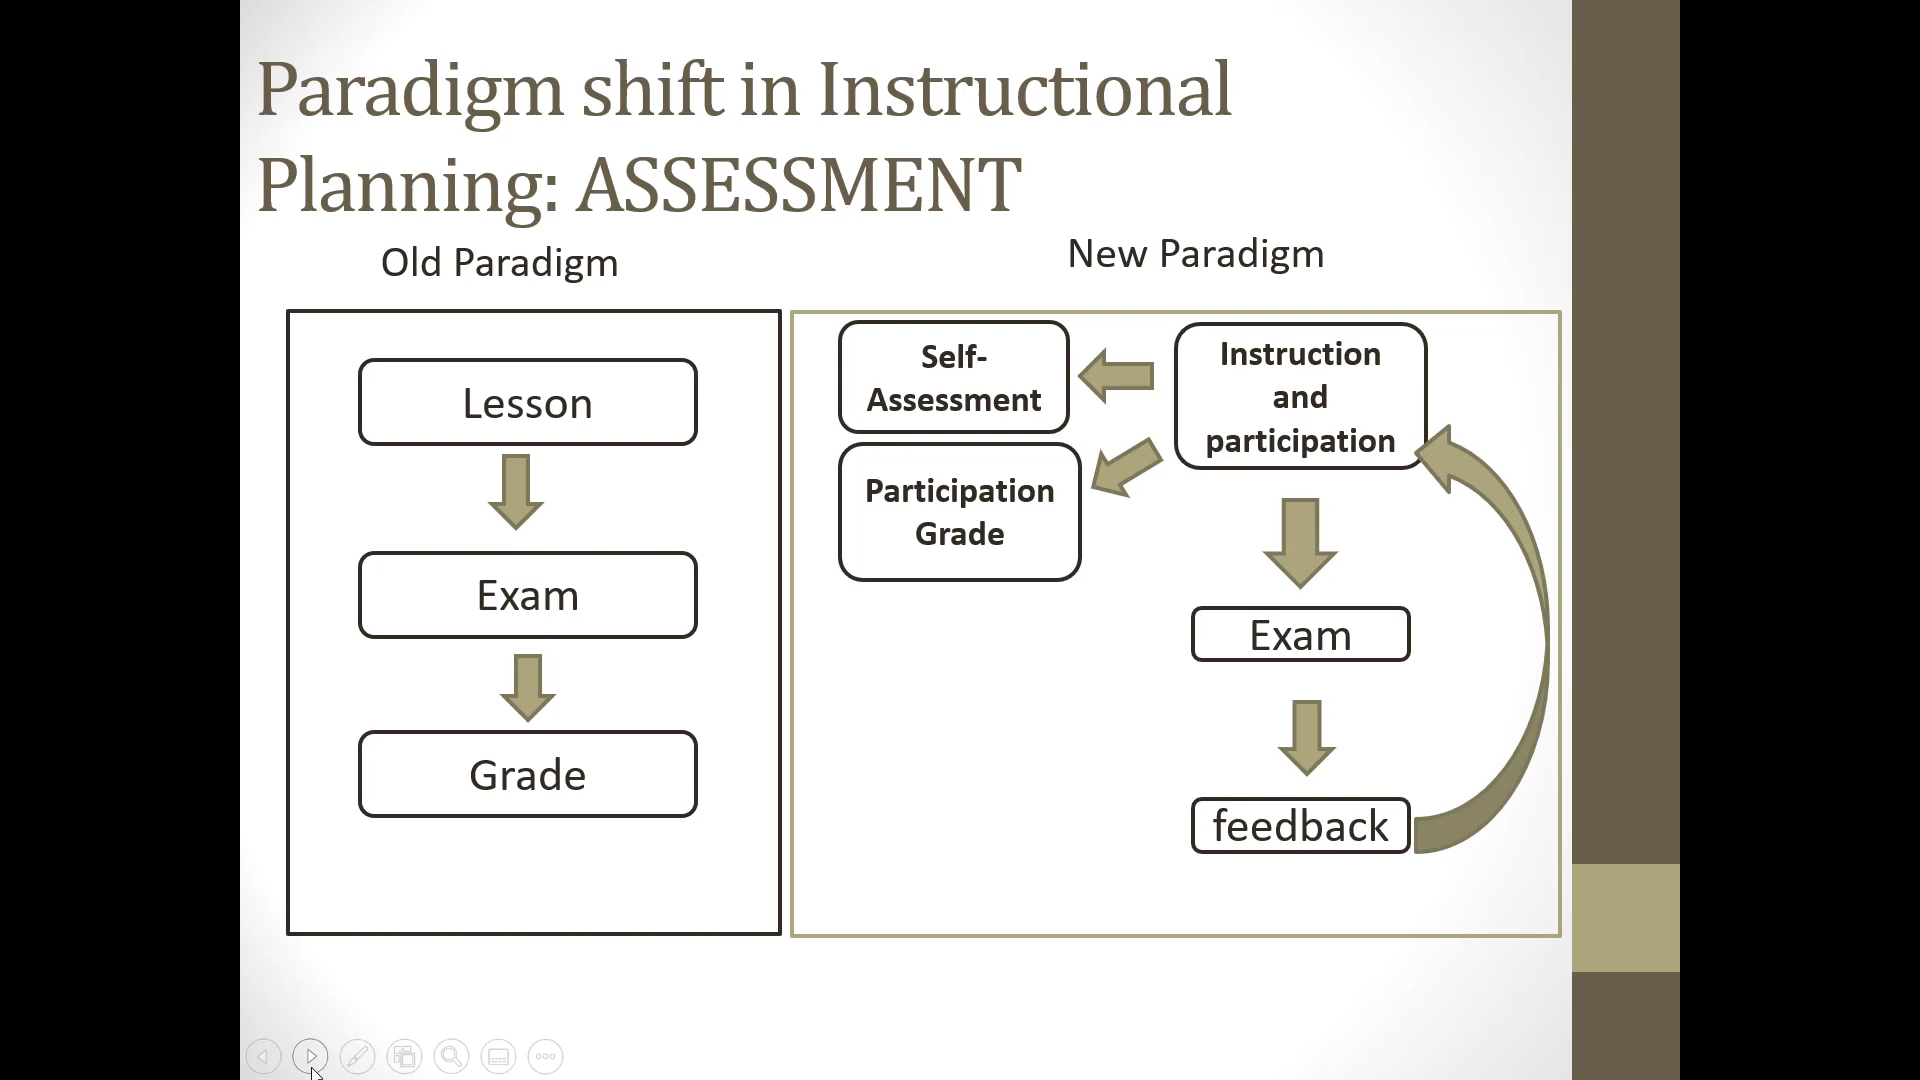 Paradigm shift in Instructional
Planning: ASSESSMENT
Old Paradigm
New Paradigm
Lesson
Exam
Grade
Self-
Assessment
Participation
Grade
Instruction
and
participation
Exam
feedback